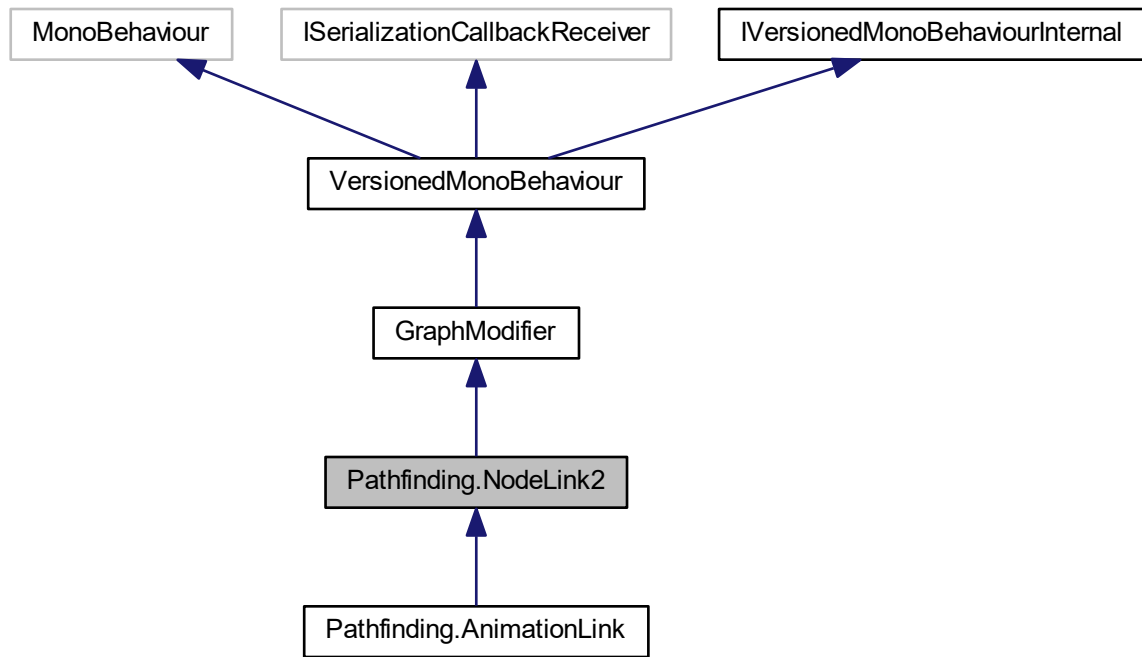 MonoBehaviour
ISerializationCallbackReceiver
IVersionedMonoBehaviourInternal
VersionedMonoBehaviour
GraphModifier
Pathfinding.NodeLink2
Pathfinding.AnimationLink